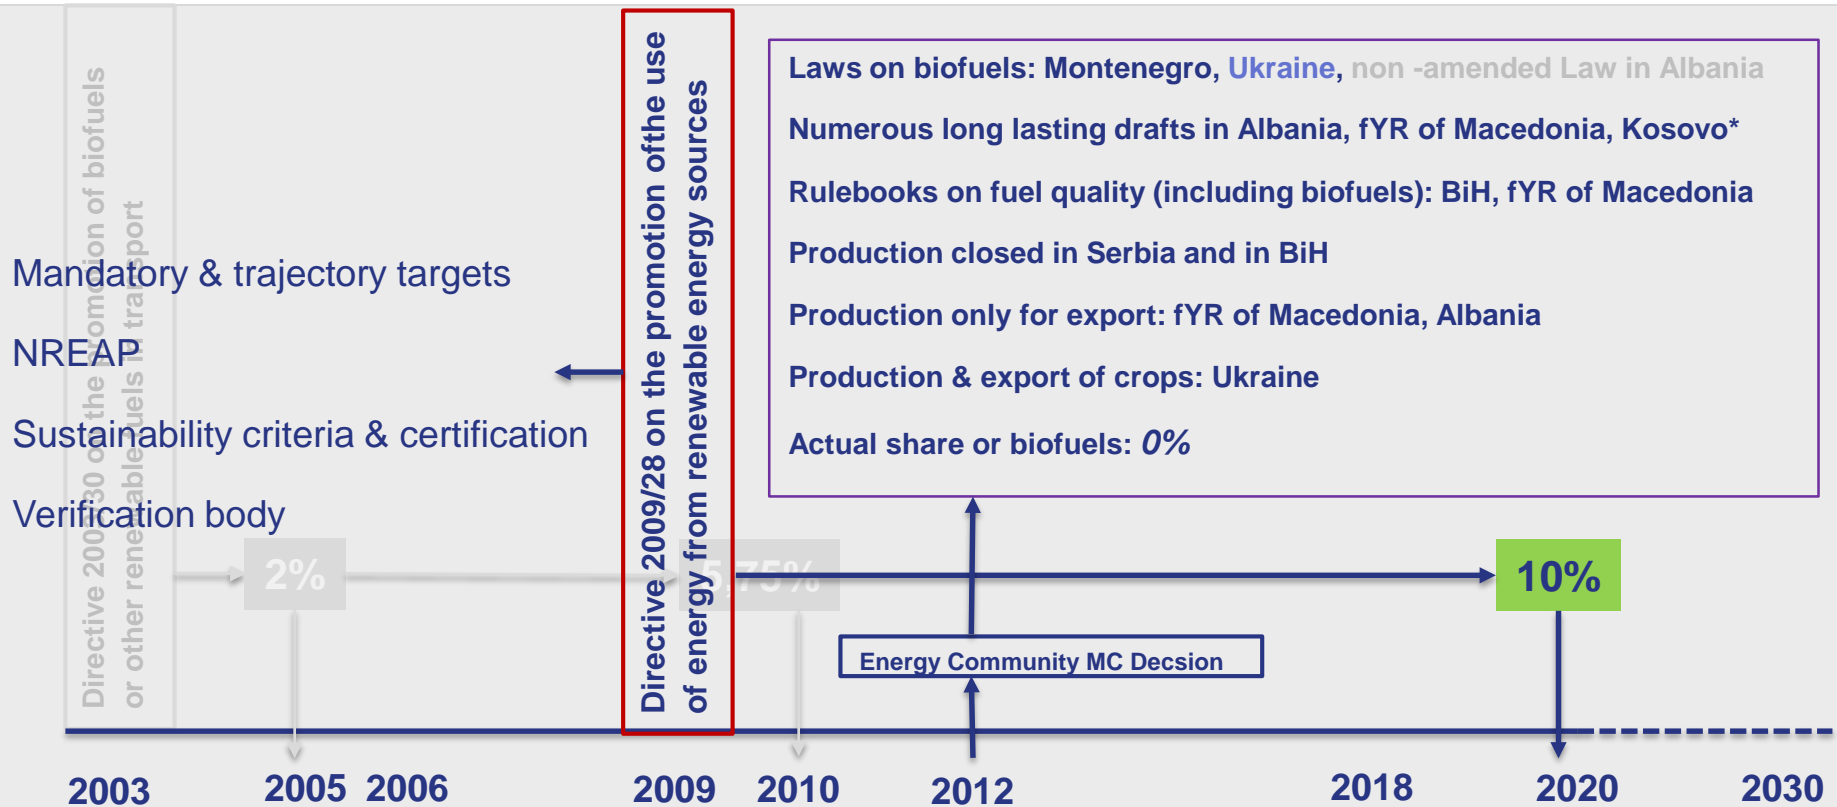 Directive 2003/30 on the promotion of biofuels
or other renewable fuels in transport
Mandatory & trajectory targets
NREAP
Sustainability criteria & certification
Verification body
Directive 2009/28 on the promotion ofthe use
of energy from renewable energy sources
Laws on biofuels: Montenegro, Ukraine, non -amended Law in Albania
Numerous long lasting drafts in Albania, fYR of Macedonia, Kosovo*
Rulebooks on fuel quality (including biofuels): BiH, fYR of Macedonia
Production closed in Serbia and in BiH
Production only for export: fYR of Macedonia, Albania
Production & export of crops: Ukraine
Actual share or biofuels: 0%
2%
5,75%
10%
Energy Community MC Decsion
2003 2005 2006 2009 2010 2012 2018 2020 2030